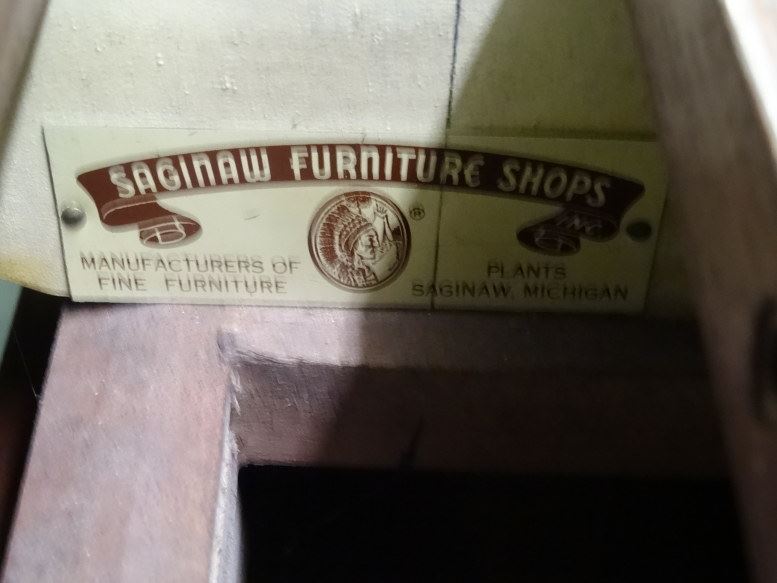 SAGINAW FURNITURE SHOPS
INC
®
MANUFACTURERS OF
FINE FURNITURE
PLANTS
SAGINAW, MICHIGAN